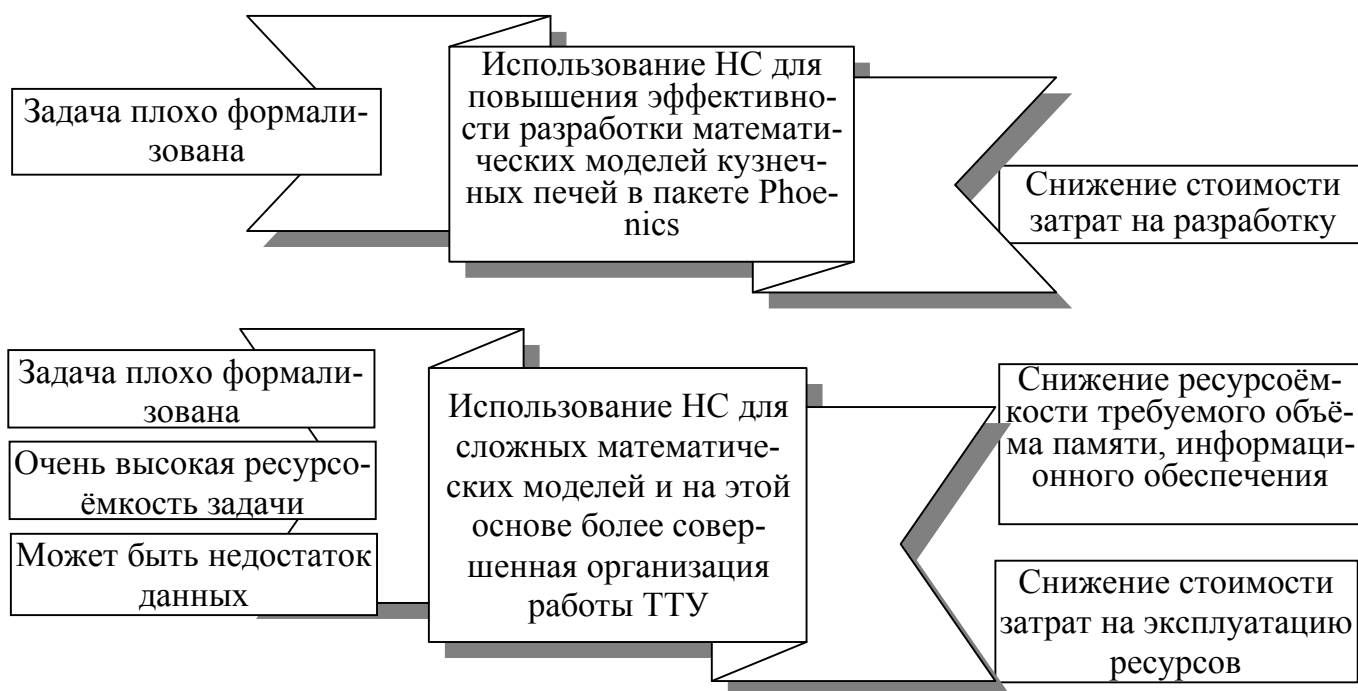 Задача плохо формали-
зована
Использование НС для
повышения эффективно-
сти разработки математи-
ческих моделей кузнеч-
ных печей в пакете Phoe-
nics
Снижение стоимости
затрат на разработку
Задача плохо формали-
зована
Очень высокая ресурсо-
ёмкость задачи
Может быть недостаток
данных
Использование НС для
сложных математиче-
ских моделей и на этой
основе более совер-
шенная организация
работы ТТУ
Снижение ресурсоём-
кости требуемого объё-
ма памяти, информаци-
онного обеспечения
Снижение стоимости
затрат на эксплуатацию
ресурсов